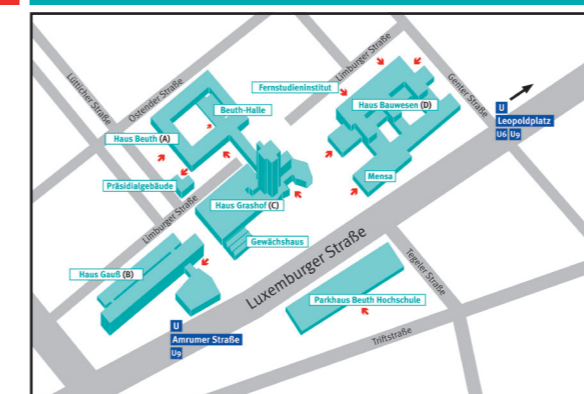 Limburger Straße
Lütticher Straße
Ostender Straße
Genter Straße
Fernstudieninstitut
Beuth-Halle
Haus Bauwesen (D)
U
Leopoldplatz
U6 U9
Haus Beuth (A)
Präsidialgebäude
Mensa
Haus Grashof (C)
Limburger Straße
Gewächshaus
Luxemburger Straße
Tegeler Straße
Haus Gauß (B)
Parkhaus Beuth Hochschule
U
Amrumer Straße
U9
Triftstraße